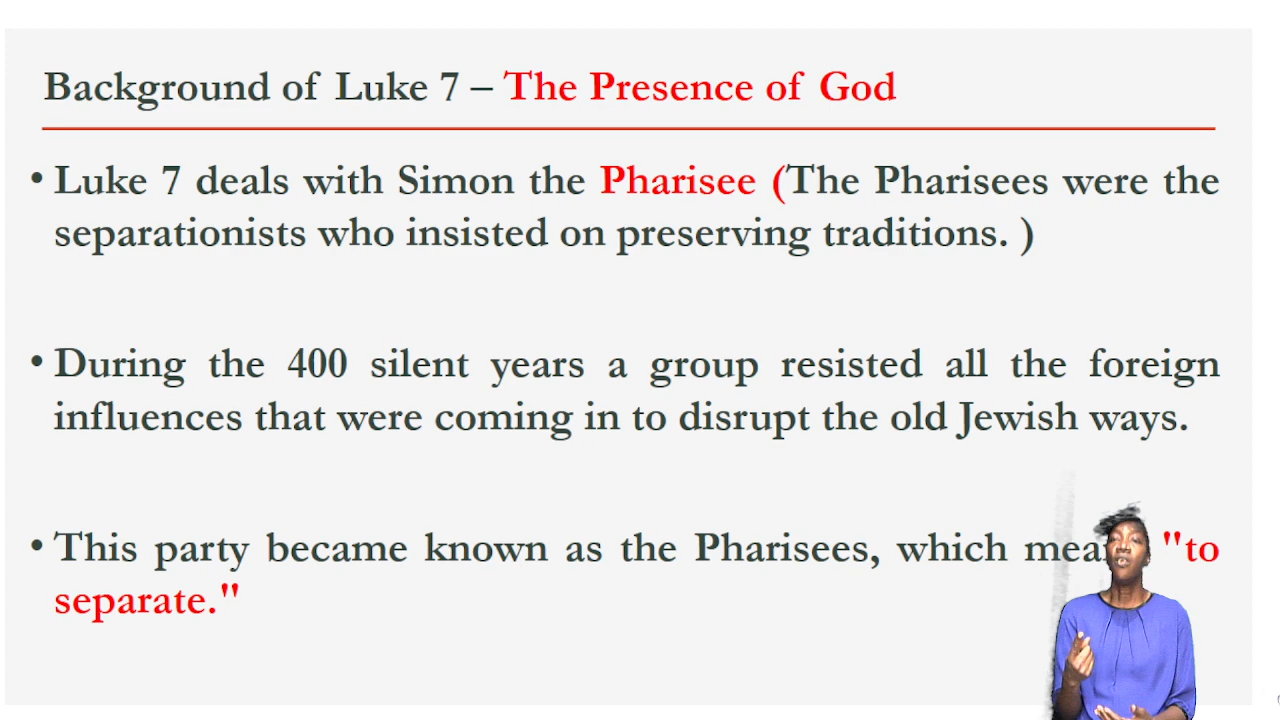 Background of Luke 7 – The Presence of God
• Luke 7 deals with Simon the Pharisee (The Pharisees were the
separationists who insisted on preserving traditions. )
• During the 400 silent years a group resisted all the foreign
influences that were coming in to disrupt the old Jewish ways.
• This party became known as the Pharisees, which "to
separate."